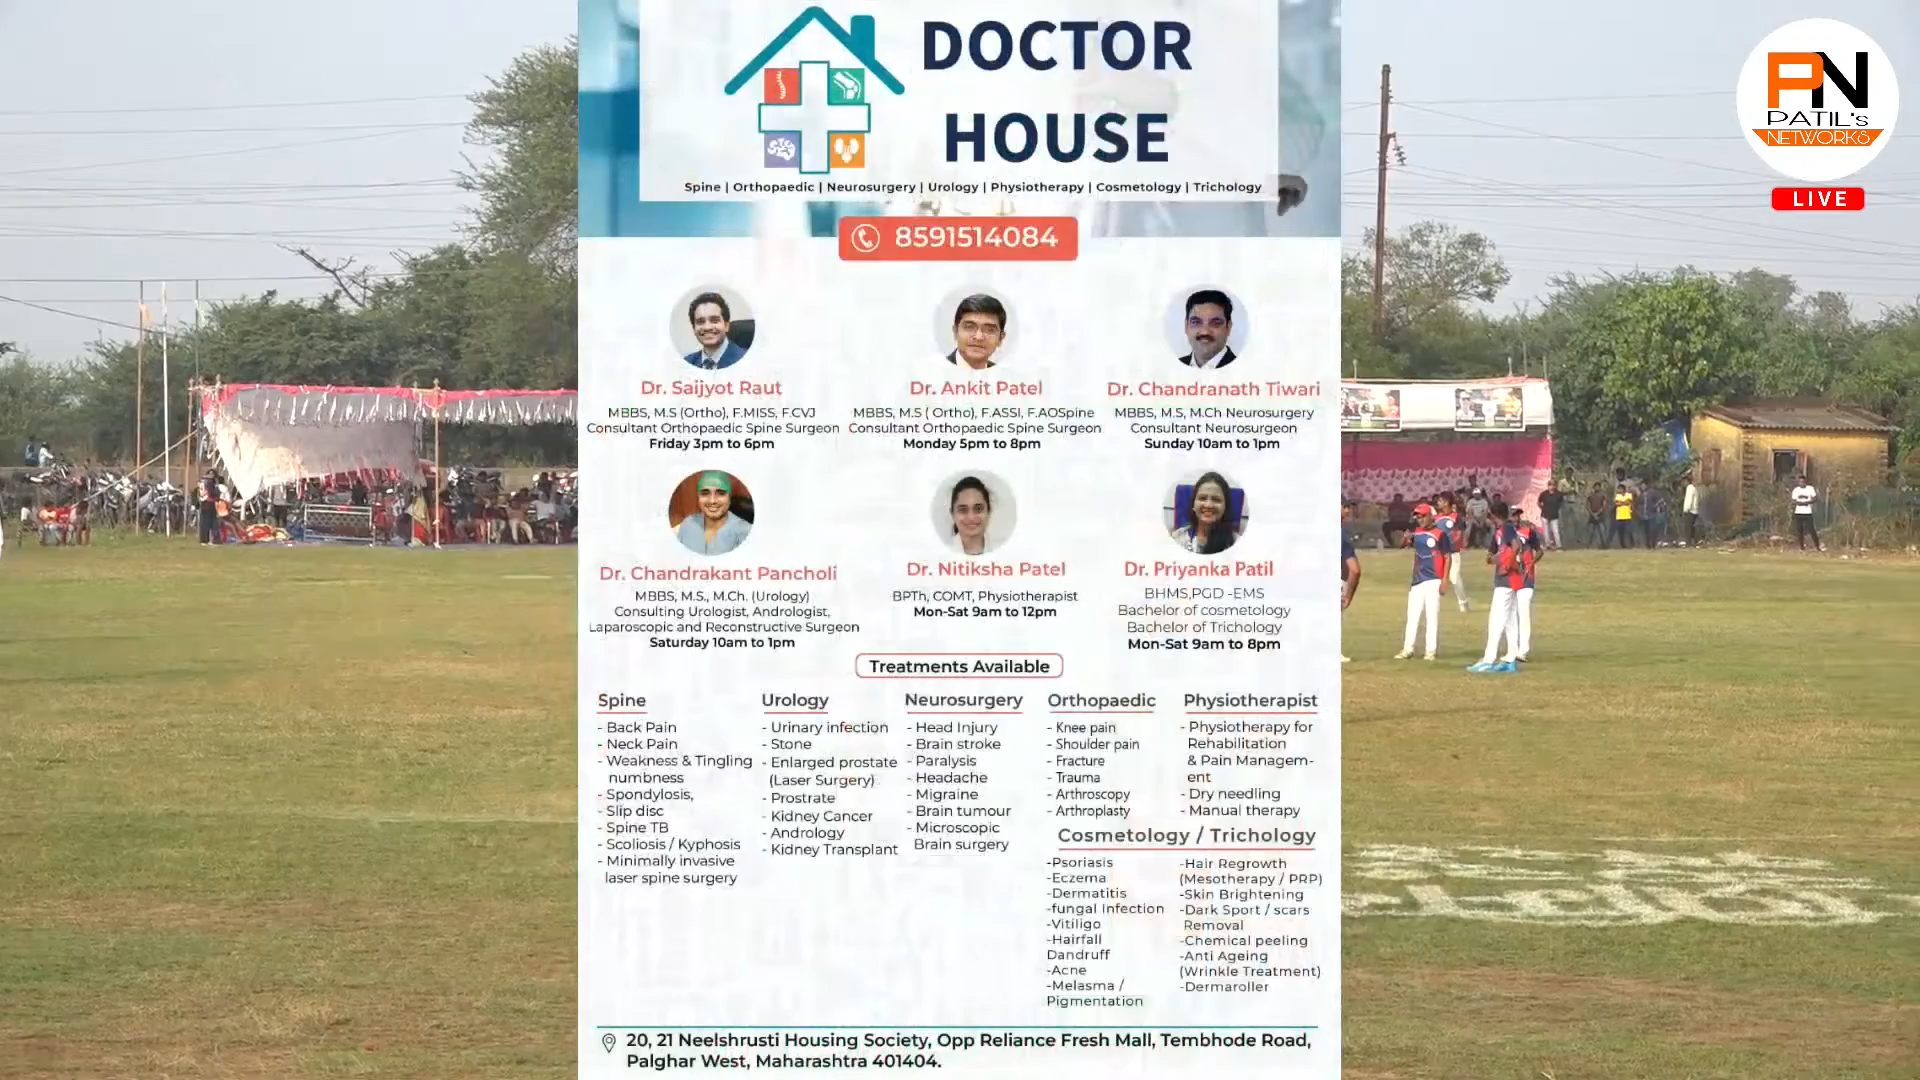 DOCTOR
HOUSE
Spine | Orthopaedic | Neurosurgery | Urology | Physiotherapy | Cosmetology | Trichology
8591514084
PN
PATIL's
NETWORKS
LIVE
Dr. Saijyot Raut
MBBS, M.S (Ortho), F.MISS, F.CVJ
Consultant Orthopaedic Spine Surgeon
Friday 3pm to 6pm
Dr. Ankit Patel
MBBS, M.S ( Ortho), F.ASSI, F.AOSpine
Consultant Orthopaedic Spine Surgeon
Monday 5pm to 8pm
Dr. Chandranath Tiwari
MBBS, M.S, M.Ch Neurosurgery
Consultant Neurosurgeon
Sunday 10am to 1pm
Dr. Chandrakant Pancholi
MBBS, M.S., M.Ch. (Urology)
Consulting Urologist, Andrologist,
Laparoscopic and Reconstructive Surgeon
Saturday 10am to 1pm
Dr. Nitiksha Patel
BPTh, COMT, Physiotherapist
Mon-Sat 9am to 12pm
Dr. Priyanka Patil
BHMS,PGD -EMS
Bachelor of cosmetology
Bachelor of Trichology
Mon-Sat 9am to 8pm
Treatments Available
Spine
- Back Pain
- Neck Pain
- Weakness & Tingling
numbness
- Spondylosis,
- Slip disc
- Spine TB
- Scoliosis / Kyphosis
- Minimally invasive
laser spine surgery
Urology
- Urinary infection
- Stone
- Enlarged prostate
(Laser Surgery)
- Prostrate
- Kidney Cancer
- Andrology
- Kidney Transplant
Neurosurgery
- Head Injury
- Brain stroke
- Paralysis
- Headache
- Migraine
- Brain tumour
- Microscopic
Brain surgery
Orthopaedic
- Knee pain
- Shoulder pain
- Fracture
- Trauma
- Arthroscopy
- Arthroplasty
Physiotherapist
- Physiotherapy for
Rehabilitation
& Pain Managem-
ent
- Dry needling
- Manual therapy
Cosmetology / Trichology
-Psoriasis
-Eczema
-Dermatitis
-fungal Infection
-Vitiligo
-Hairfall
Dandruff
-Acne
-Melasma /
Pigmentation
-Hair Regrowth
(Mesotherapy / PRP)
-Skin Brightening
-Dark Sport / scars
Removal
-Chemical peeling
-Anti Ageing
(Wrinkle Treatment)
-Dermaroller
20, 21 Neelshrusti Housing Society, Opp Reliance Fresh Mall, Tembhode Road,
Palghar West, Maharashtra 401404.